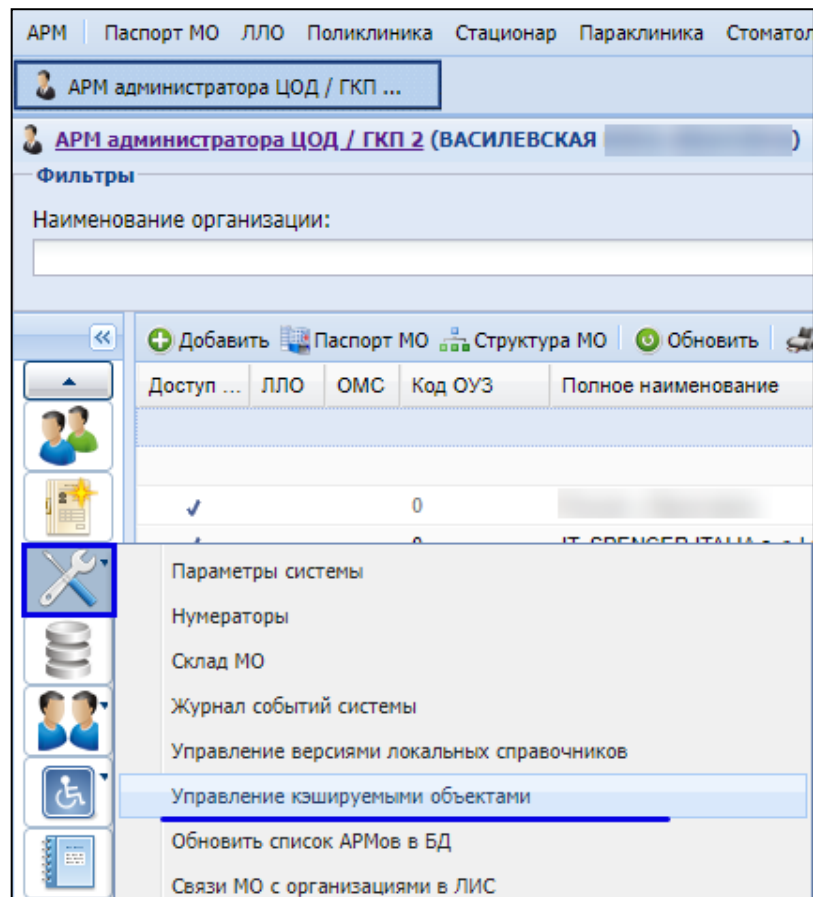 АРМ Паспорт МО ЛЛО Поликлиника Стационар Параклиника Стоматол
АРМ администратора ЦОД / ГКП ...
АРМ администратора ЦОД / ГКП 2 (ВАСИЛЕВСКАЯ )
Фильтры
Наименование организации:
Добавить Паспорт МО Структура МО Обновить
Доступ ... ЛЛО ОМС Код ОУЗ Полное наименование
0
Параметры системы
Нумераторы
Склад МО
Журнал событий системы
Управление версиями локальных справочников
Управление кэшируемыми объектами
Обновить список АРМов в БД
Связи МО с организациями в ЛИС